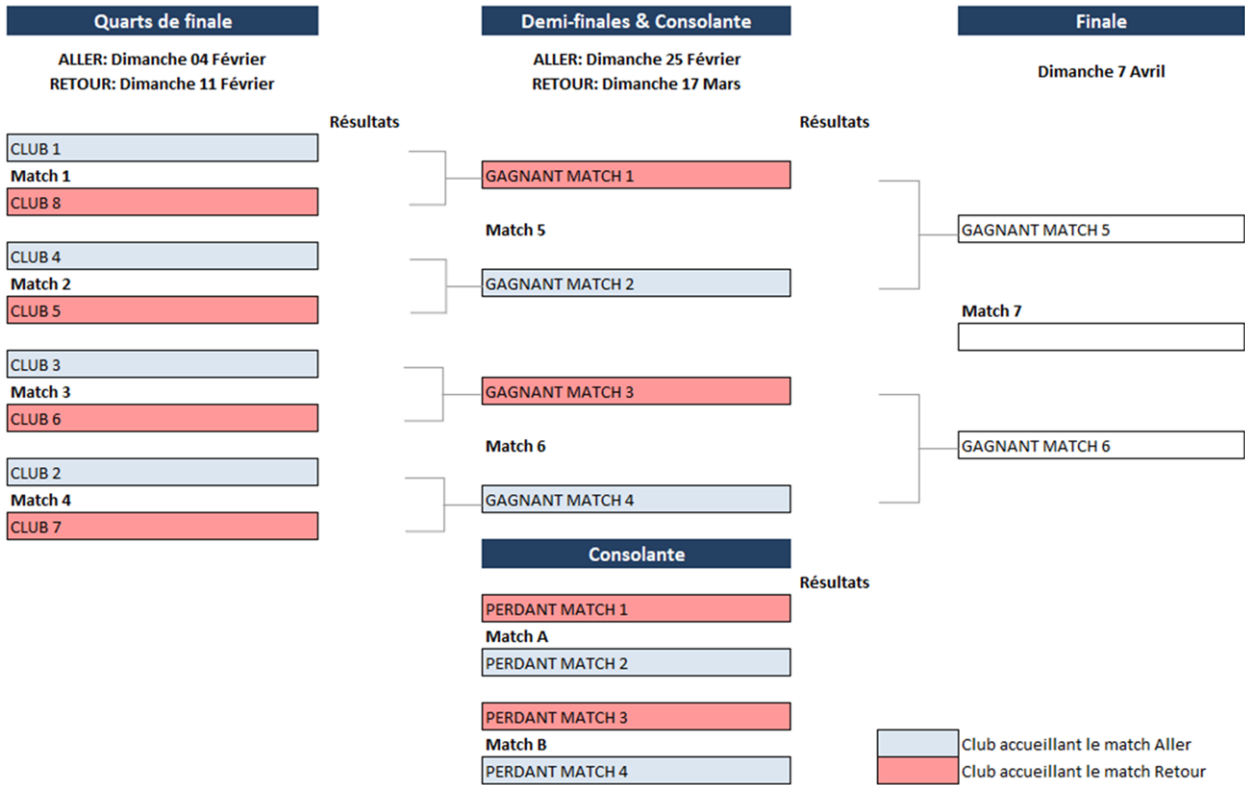 Quarts de finale
ALLER: Dimanche 04 Février
RETOUR: Dimanche 11 Février
Résultats
CLUB 1
Match 1
CLUB 8
CLUB 4
Match 2
CLUB 5
CLUB 3
Match 3
CLUB 6
CLUB 2
Match 4
CLUB 7
Demi-finales & Consolante
ALLER: Dimanche 25 Février
RETOUR: Dimanche 17 Mars
Résultats
GAGNANT MATCH 1
Match 5
GAGNANT MATCH 2
GAGNANT MATCH 3
Match 6
GAGNANT MATCH 4
Consolante
Résultats
PERDANT MATCH 1
Match A
PERDANT MATCH 2
PERDANT MATCH 3
Match B
PERDANT MATCH 4
Finale
Dimanche 7 Avril
GAGNANT MATCH 5
Match 7
GAGNANT MATCH 6
Club accueillant le match Aller
Club accueillant le match Retour